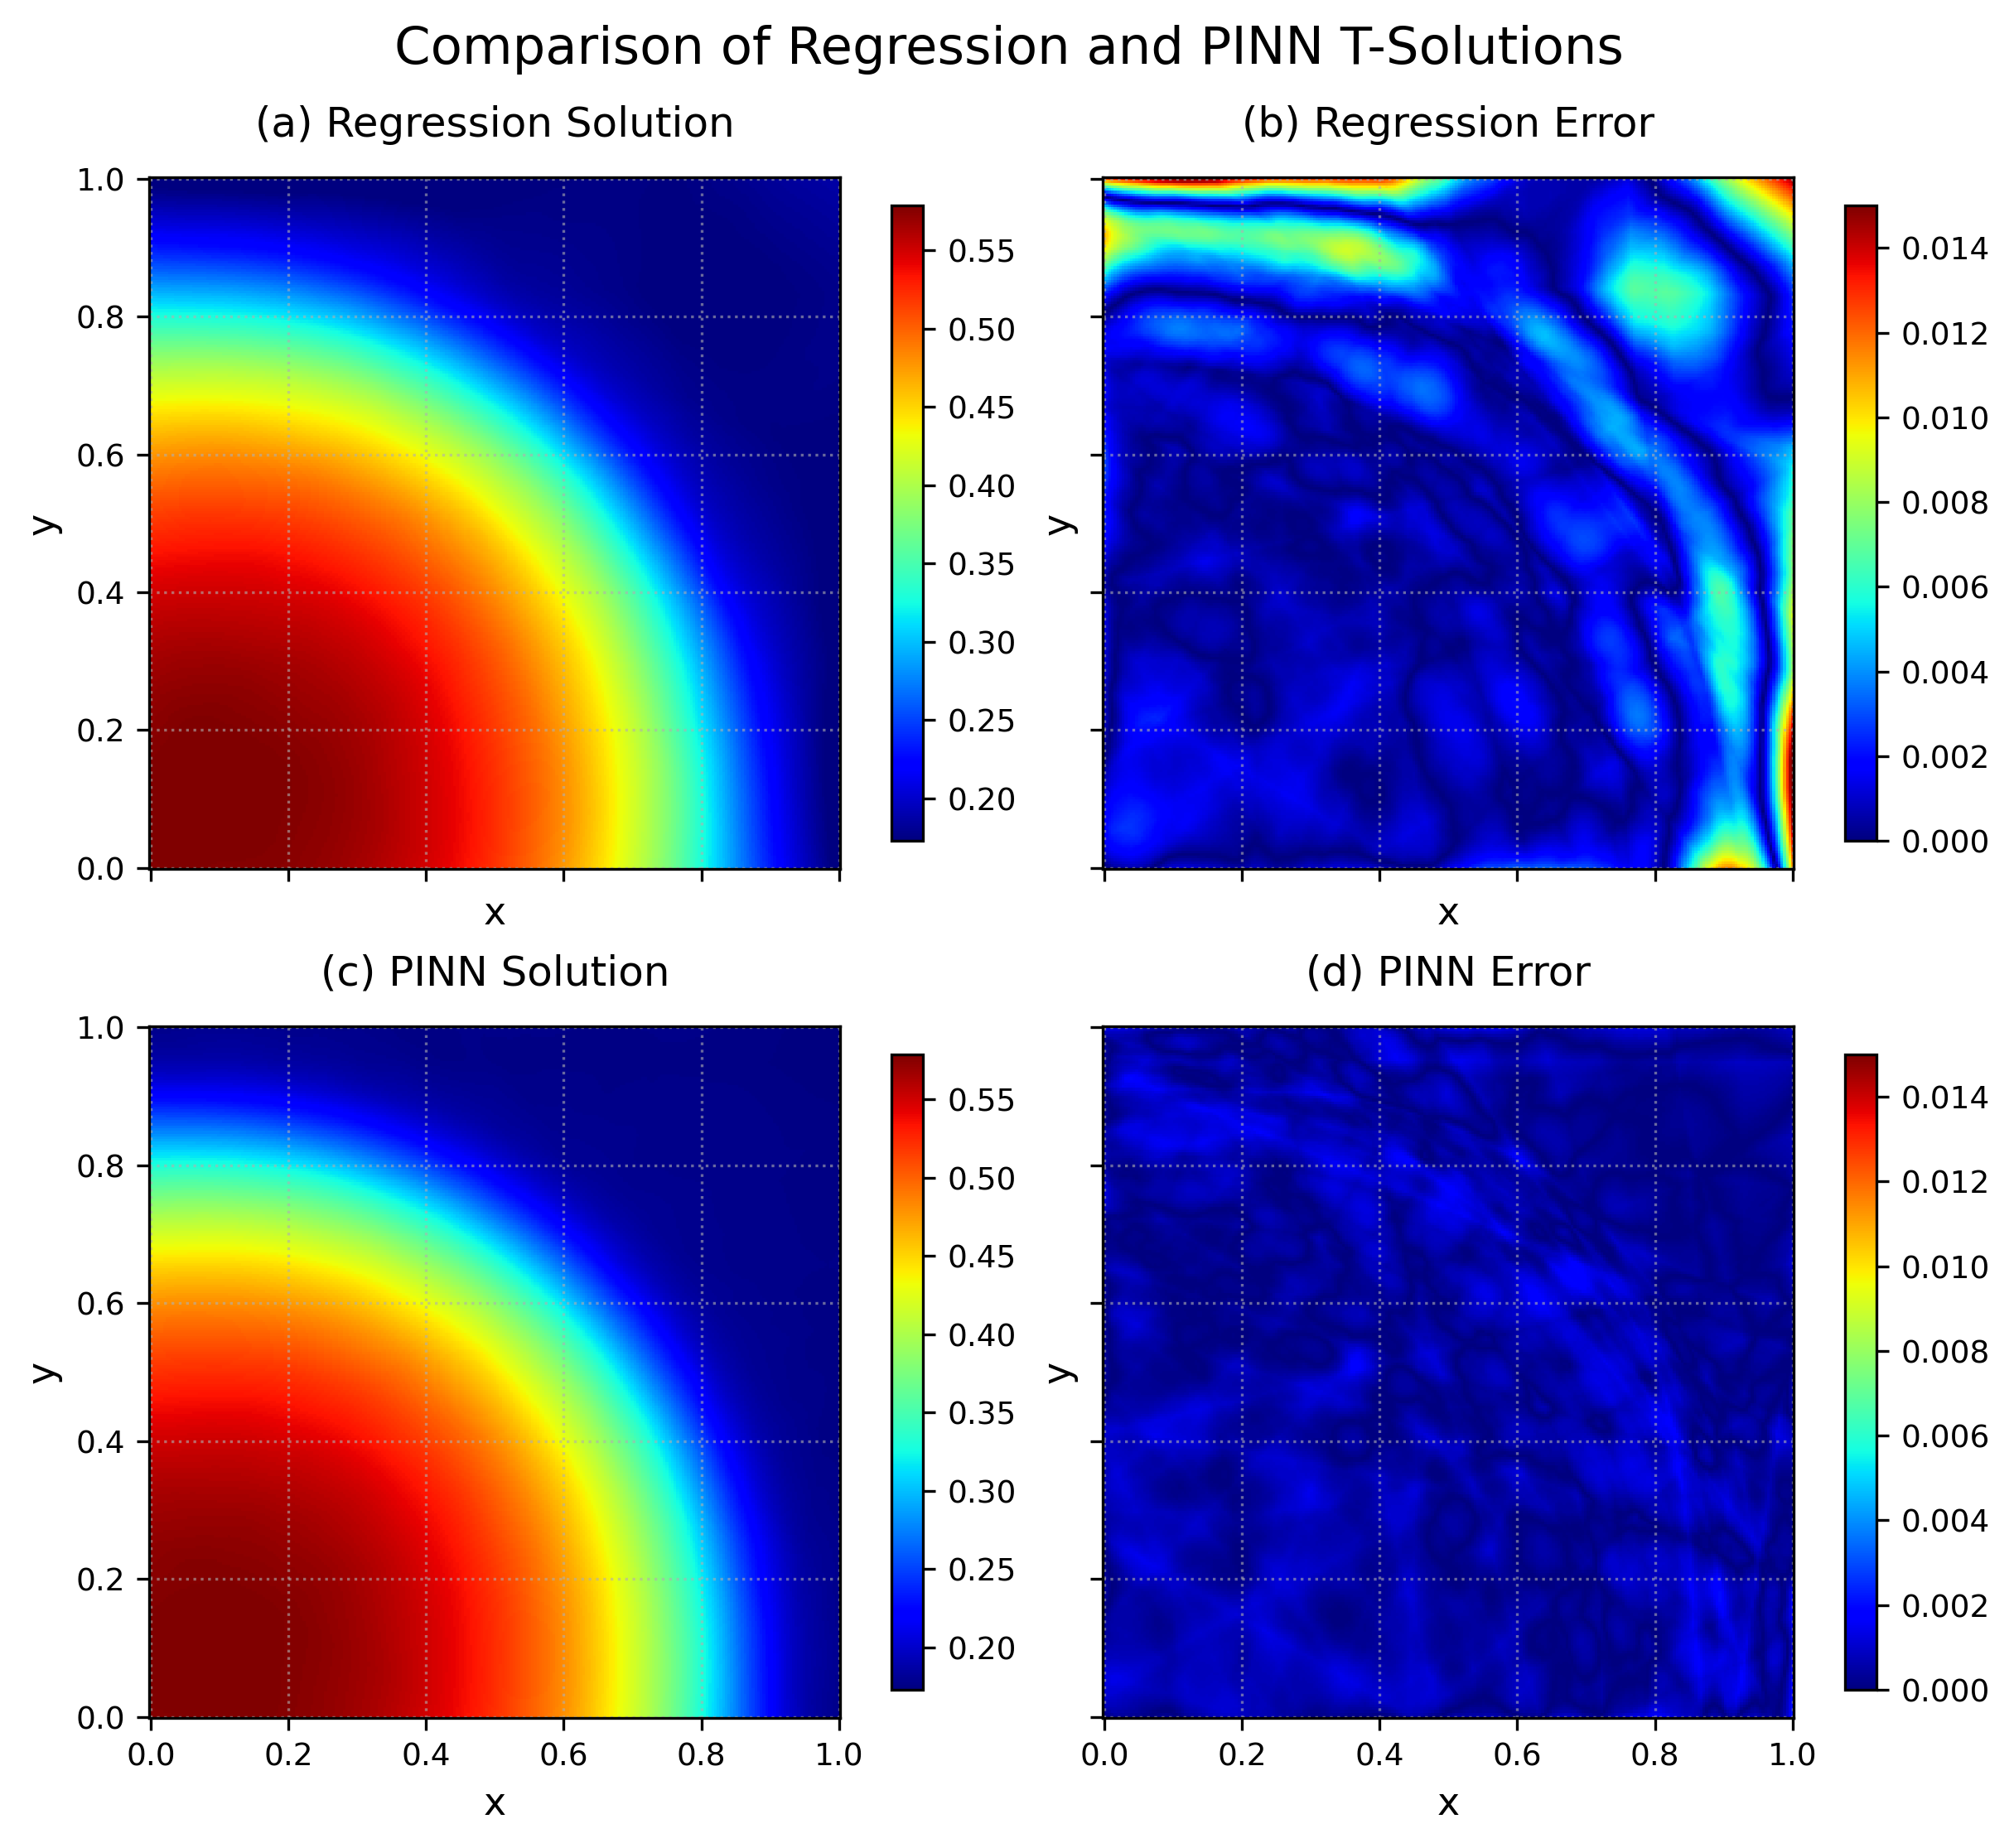 Comparison of Regression and PINN T-Solutions
(a) Regression Solution
(b) Regression Error
1.0
0.8
0.6
0.4
0.2
0.0
y
x
0.55
0.50
0.45
0.40
0.35
0.30
0.25
0.20
y
x
0.014
0.012
0.010
0.008
0.006
0.004
0.002
0.000
(c) PINN Solution
(d) PINN Error
1.0
0.8
0.6
0.4
0.2
0.0
y
0.0 0.2 0.4 0.6 0.8 1.0
x
0.55
0.50
0.45
0.40
0.35
0.30
0.25
0.20
y
0.0 0.2 0.4 0.6 0.8 1.0
x
0.014
0.012
0.010
0.008
0.006
0.004
0.002
0.000